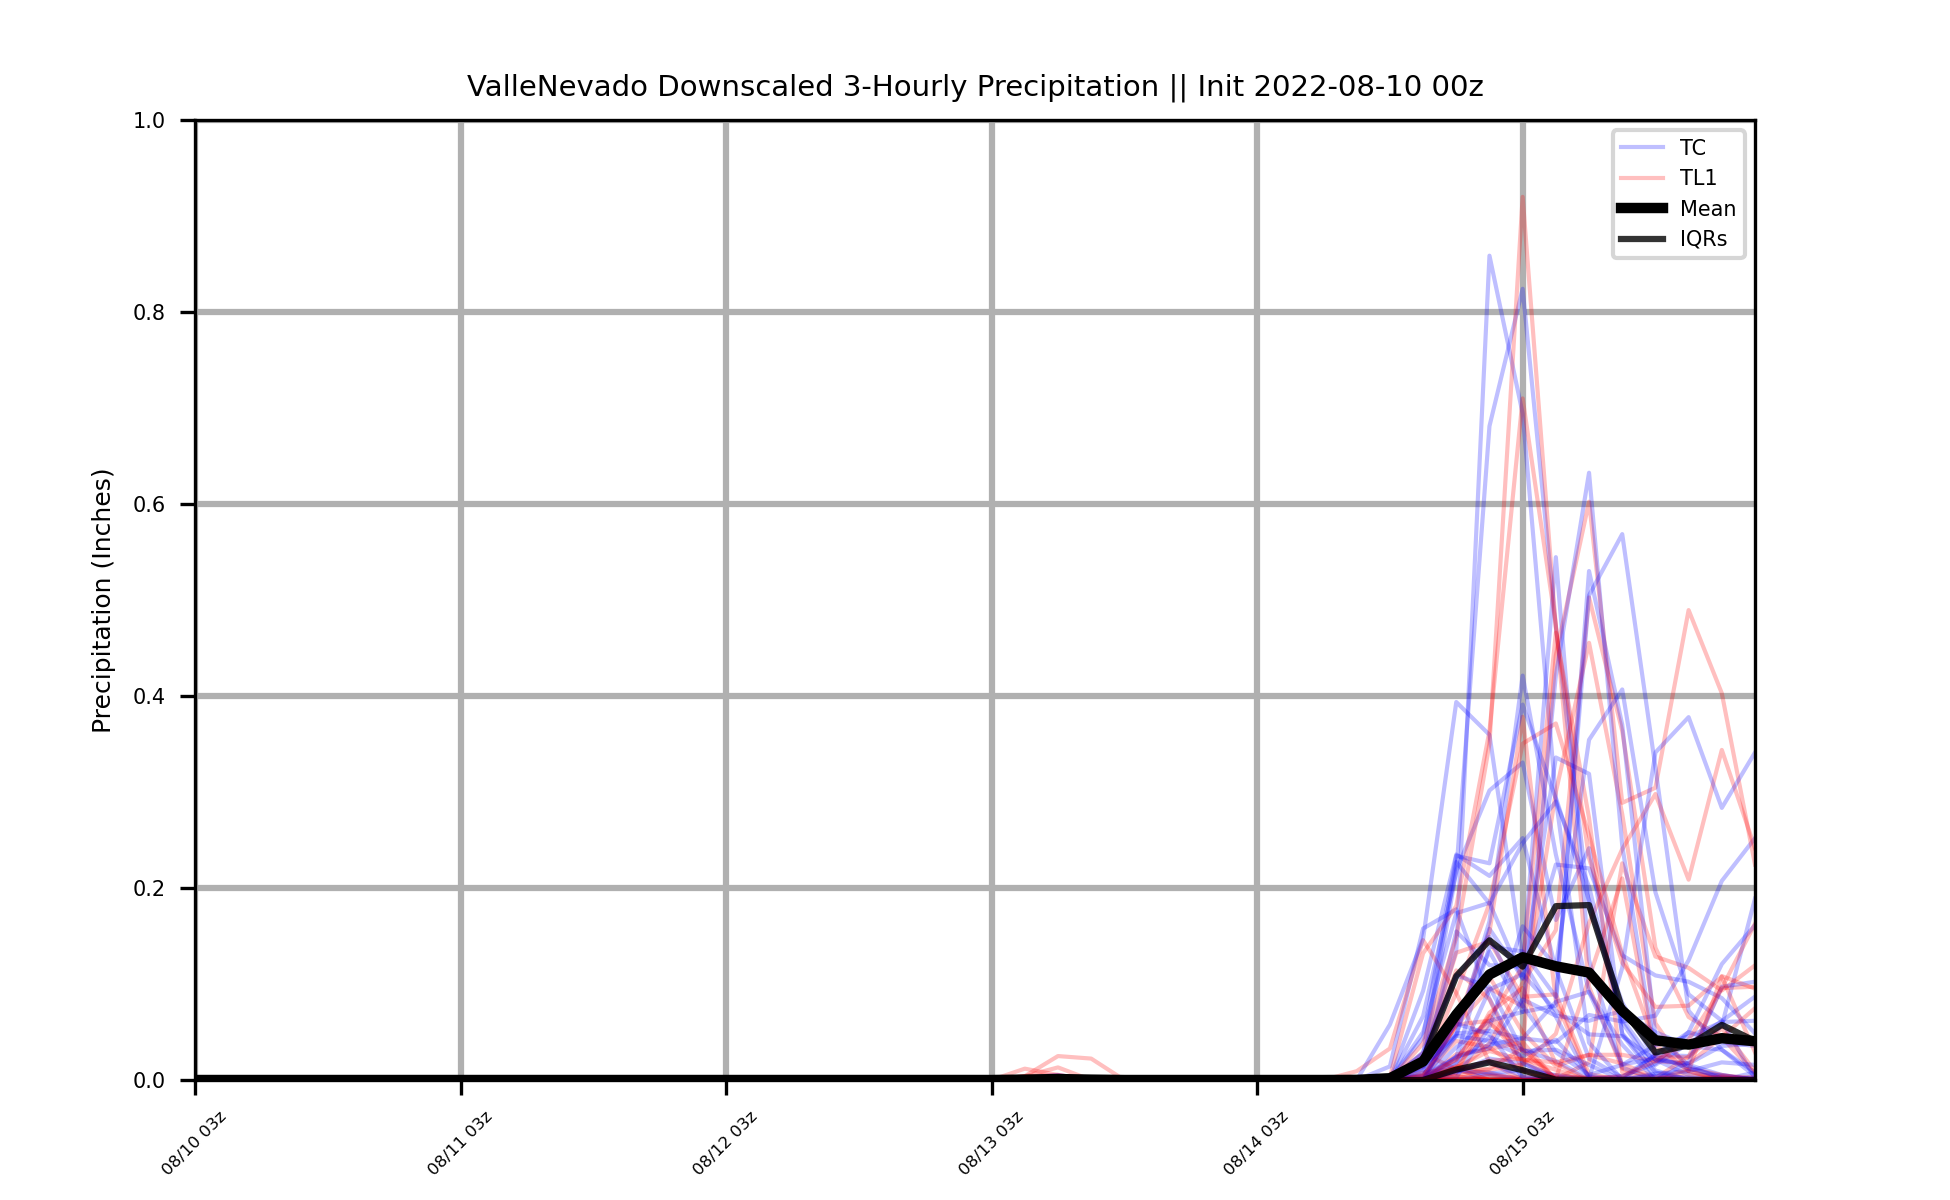 ValleNevado Downscaled 3-Hourly Precipitation || Init 2022-08-10 00z
1.0
0.8
0.6
0.4
0.2
0.0
Precipitation (Inches)
TC
TL1
Mean
IQRs
08/10 03z
08/11 03z
08/12 03z
08/13 03z
08/14 03z
08/15 03z